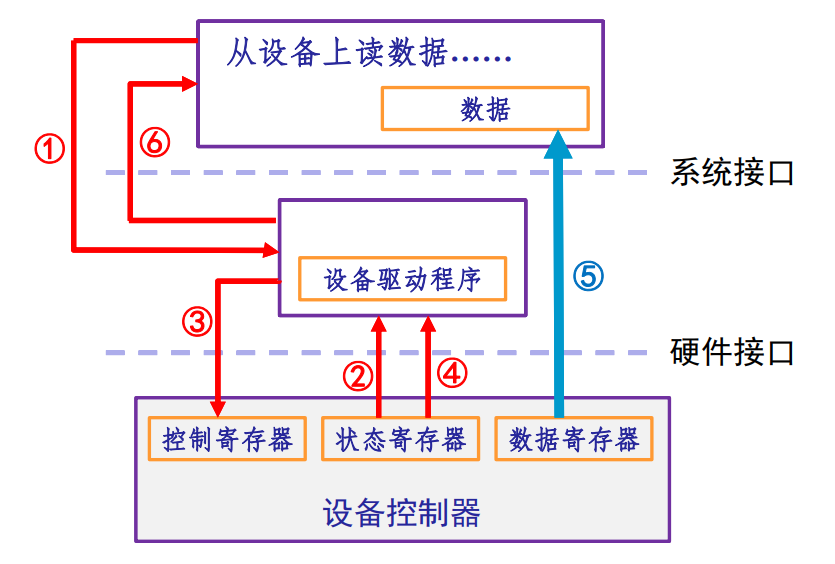 从设备上读数据……
数据
①
⑥
系统接口
设备驱动程序
⑤
③
②
④
硬件接口
控制寄存器
状态寄存器
数据寄存器
设备控制器